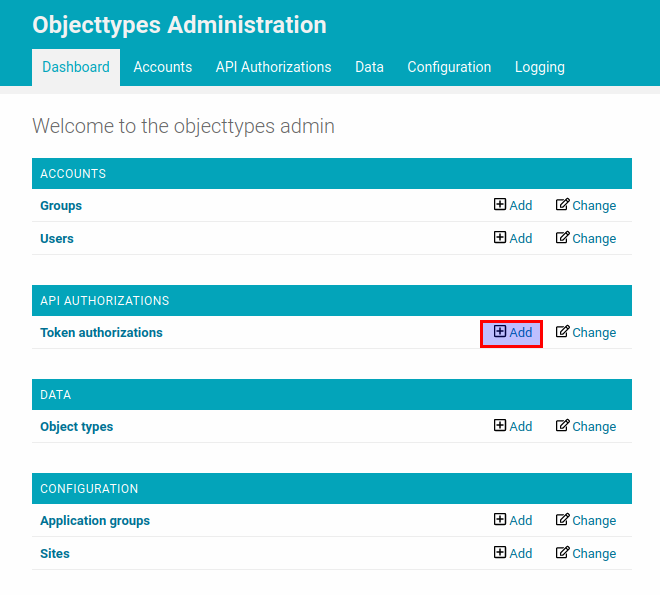 Objecttypes Administration
Dashboard Accounts API Authorizations Data Configuration Logging
Welcome to the objecttypes admin
ACCOUNTS
Groups Add Change
Users Add Change
API AUTHORIZATIONS
Token authorizations Add Change
DATA
Object types Add Change
CONFIGURATION
Application groups Add Change
Sites Add Change